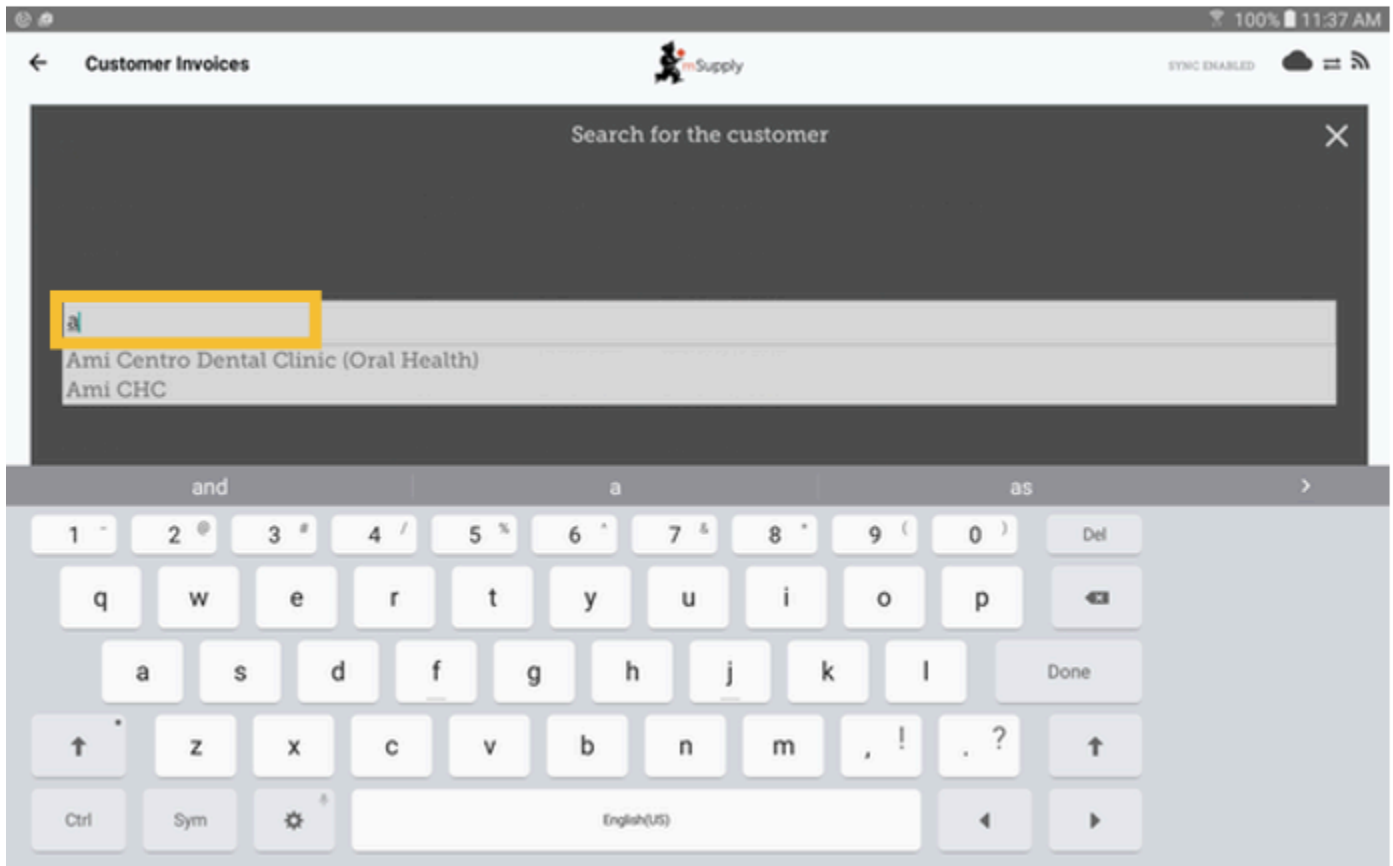 100% 11:37 AM
Customer Invoices
mSupply
SYNC ENABLED
Search for the customer
a
Ami Centro Dental Clinic (Oral Health)
Ami CHC
and a as >
1 - 2 @ 3 # 4 / 5 % 6 ^ 7 & 8 * 9 ( 0 ) Del
q w e r t y u i o p
a s d f g h j k l Done
z x c v b n m , ! . ?
Ctrl Sym English(US)